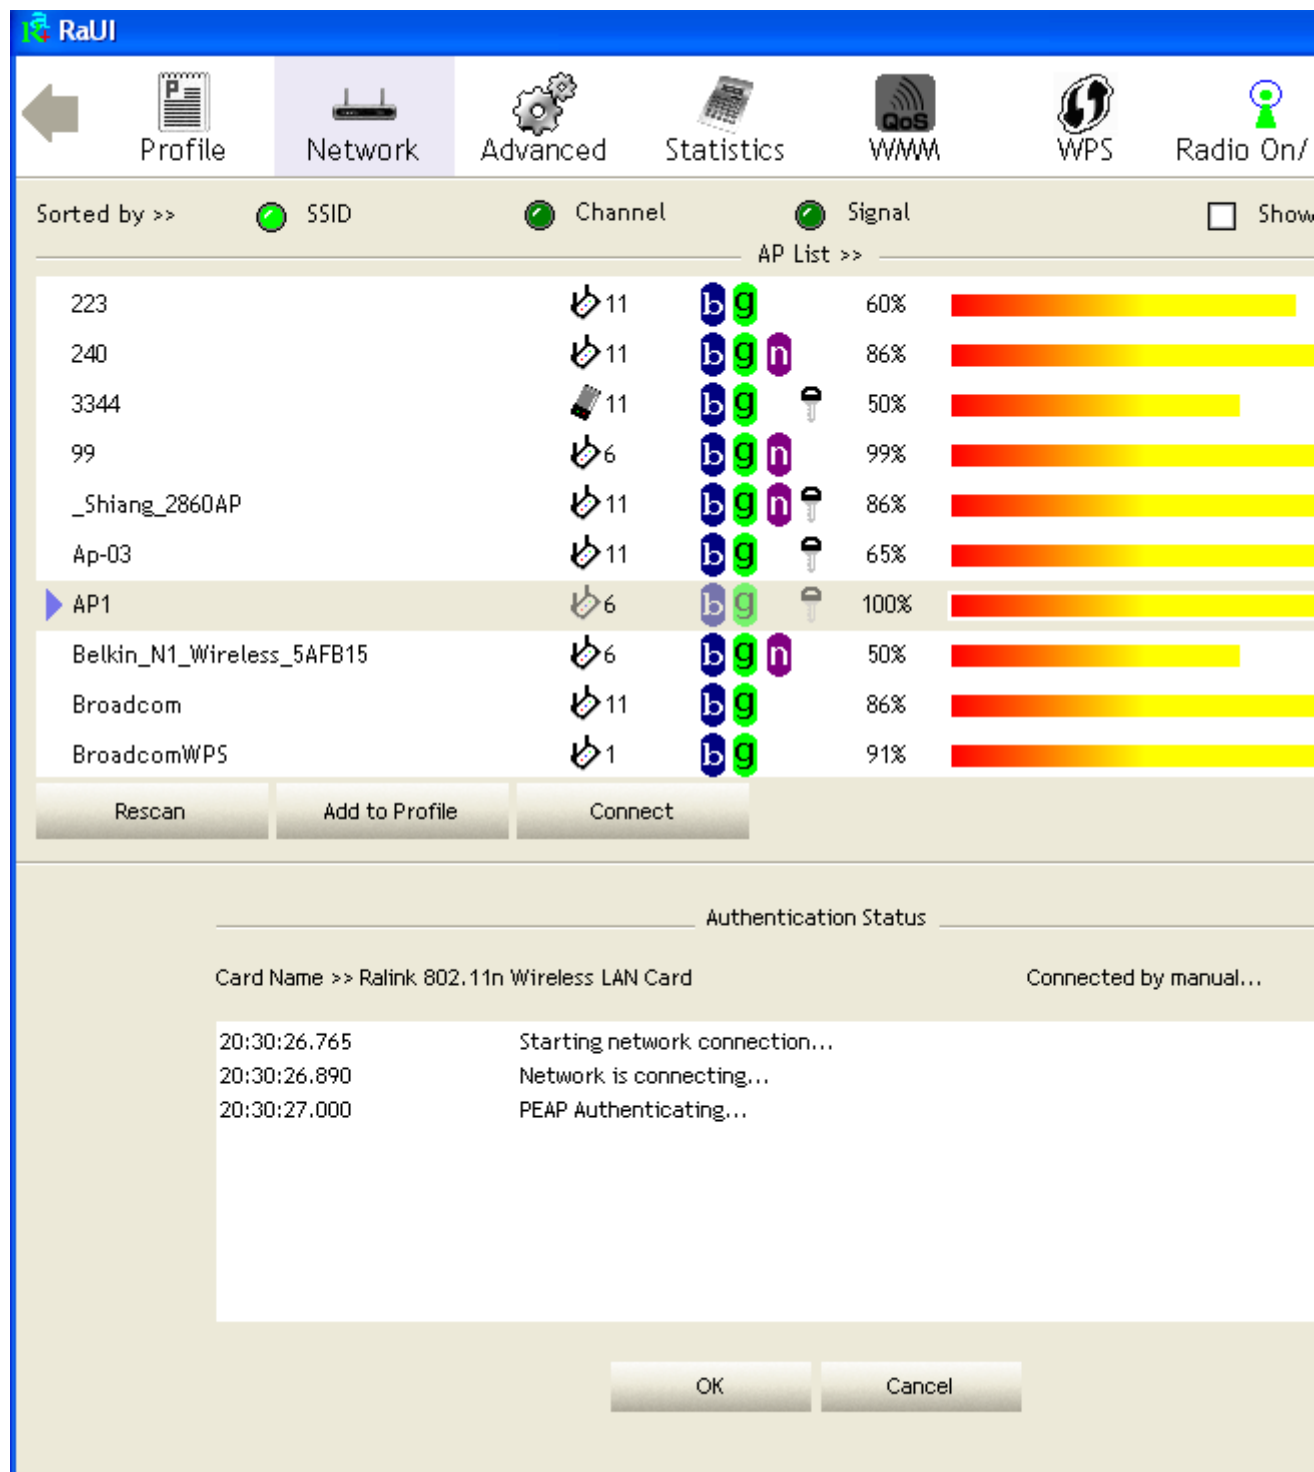 RaUI
Profile Network Advanced Statistics QoS WMM WPS Radio On/
Sorted by >> SSID Channel Signal Show
AP List >>
223 11 b g 60%
240 11 b g n 86%
3344 11 b g 50%
99 6 b g n 99%
_Shiang_2860AP 11 b g n 86%
Ap-03 11 b g 65%
AP1 6 b g 100%
Belkin_N1_Wireless_5AFB15 6 b g n 50%
Broadcom 11 b g 86%
BroadcomWPS 1 b g 91%
Rescan Add to Profile Connect
Authentication Status
Card Name >> Ralink 802.11n Wireless LAN Card Connected by manual...
20:30:26.765 Starting network connection...
20:30:26.890 Network is connecting...
20:30:27.000 PEAP Authenticating...
OK Cancel